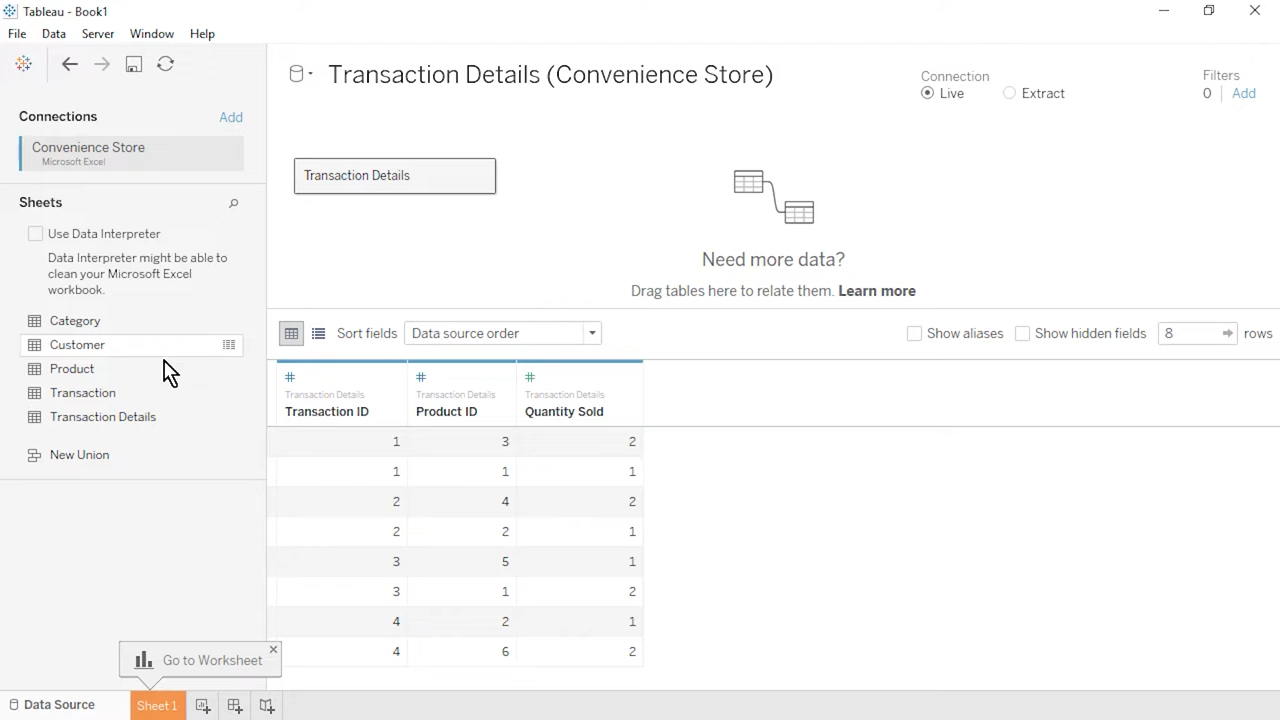 Tableau - Book1
File Data Server Window Help
Connections Add
Convenience Store
Microsoft Excel
Sheets
Use Data Interpreter
Data Interpreter might be able to
clean your Microsoft Excel
workbook.
Category
Customer
Product
Transaction
Transaction Details
New Union
Transaction Details (Convenience Store)
Connection
Live Extract
Filters
0 Add
Transaction Details
Need more data?
Drag tables here to relate them. Learn more
Sort fields Data source order Show aliases Show hidden fields 8 rows
# # #
Transaction Details Transaction Details Transaction Details
Transaction ID Product ID Quantity Sold
1 3 2
1 1 1
2 4 2
2 2 1
3 5 1
3 1 2
4 2 1
4 6 2
Go to Worksheet
Data Source Sheet 1